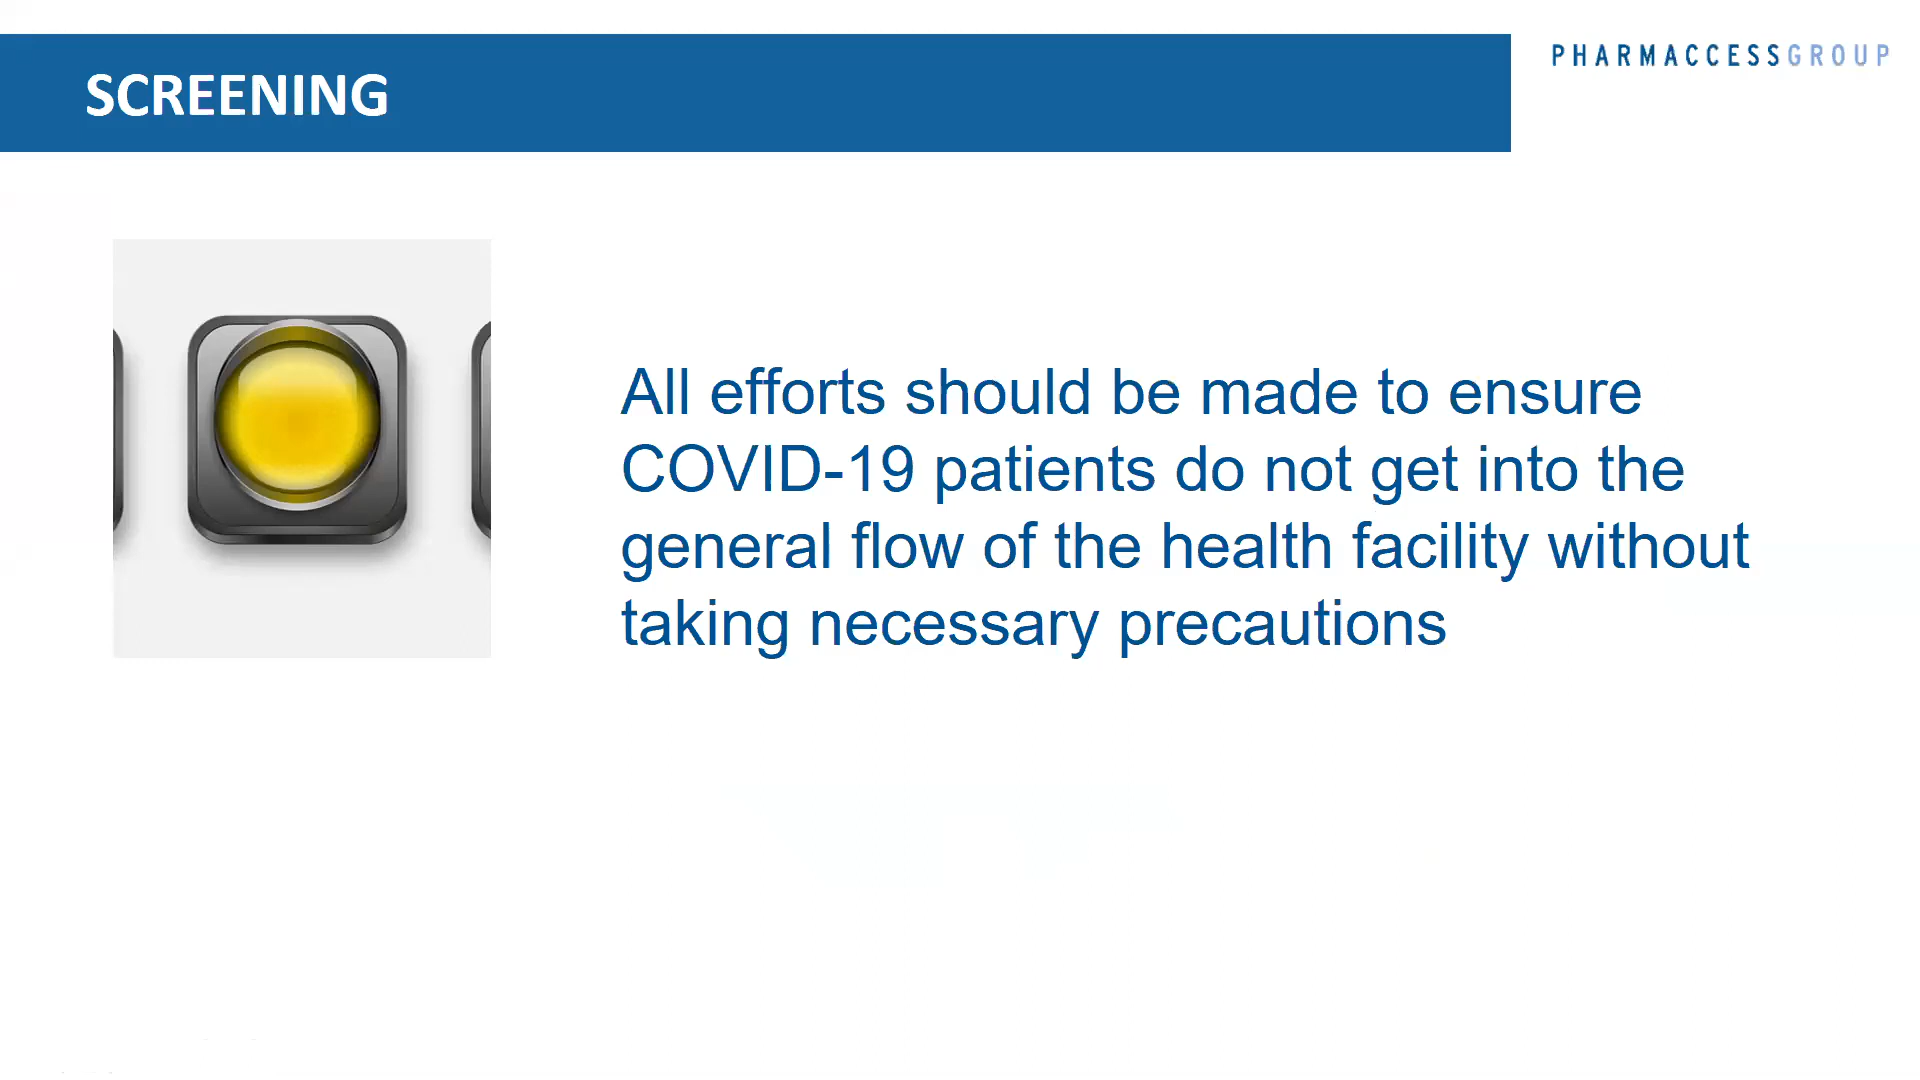 SCREENING
PHARMACCESSGROUP
All efforts should be made to ensure
COVID-19 patients do not get into the
general flow of the health facility without
taking necessary precautions